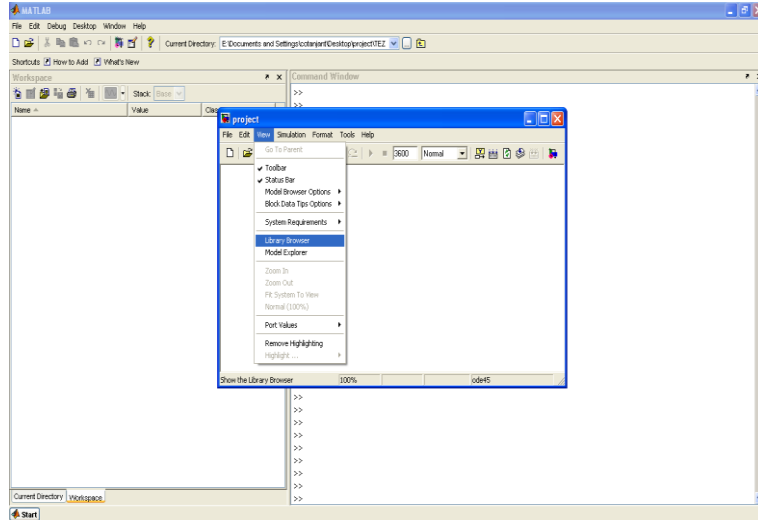 MATLAB
File Edit Debug Desktop Window Help
Current Directory: E:\Documents and Settings\cotanjant\Desktop\project\TEZ
Shortcuts How to Add What's New
Workspace
Stack: Base
Name Value
Command Window
>>
>>
project
File Edit View Simulation Format Tools Help
3600 Normal
Go To Parent
Toolbar
Status Bar
Model Browser Options
Block Data Tips Options
System Requirements
Library Browser
Model Explorer
Zoom In
Zoom Out
Fit System To View
Normal (100%)
Port Values
Remove Highlighting
Highlight ...
Show the Library Browser 100% ode45
>>
>>
>>
>>
>>
>>
>>
>>
>>
Current Directory Workspace
Start